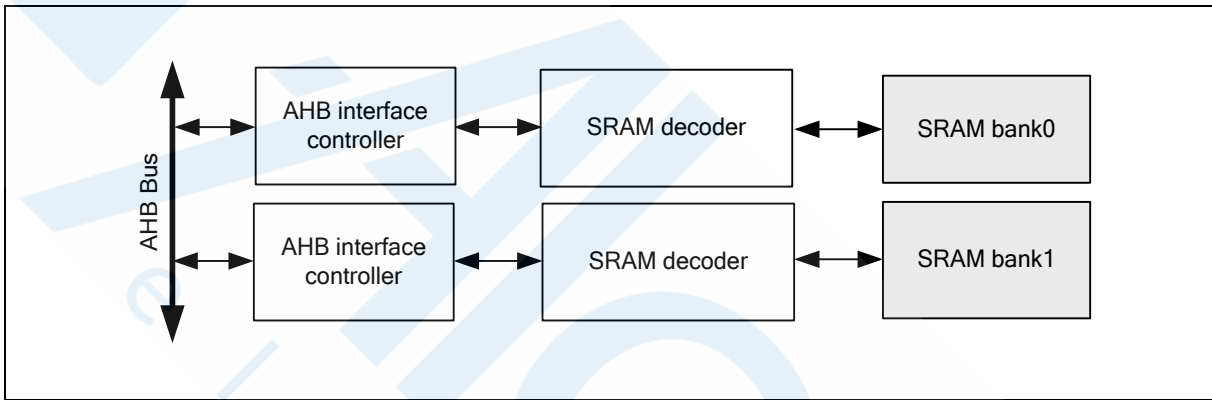 AHB Bus
AHB interface
controller
SRAM decoder
SRAM bank0
AHB interface
controller
SRAM decoder
SRAM bank1